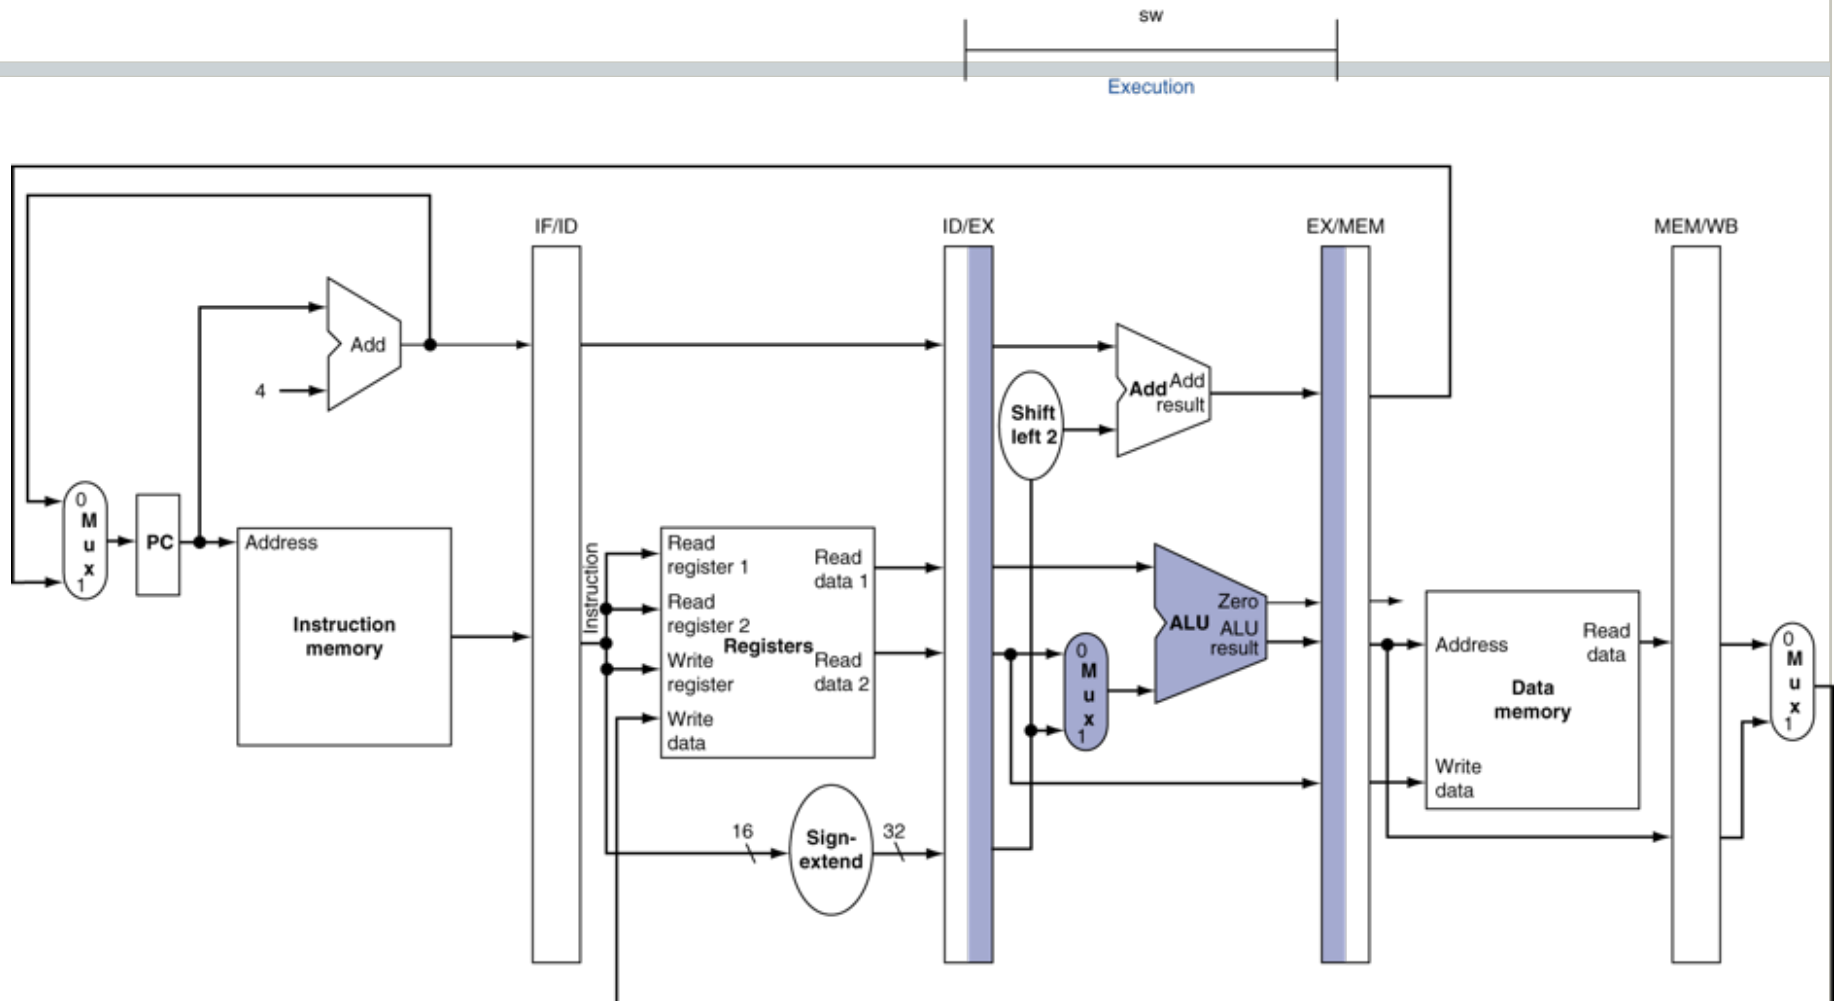 sw
Execution
IF/ID
ID/EX
EX/MEM
MEM/WB
Add
4
Shift
left 2
Add Add
result
0
M
u
x
1
PC
Address
Instruction
memory
Instruction
Read
register 1
Read
register 2
Write
register
Write
data
Registers
Read
data 1
Read
data 2
16
Sign-
extend
32
0
M
u
x
1
ALU
Zero
ALU
result
Address
Write
data
Data
memory
Read
data
0
M
u
x
1